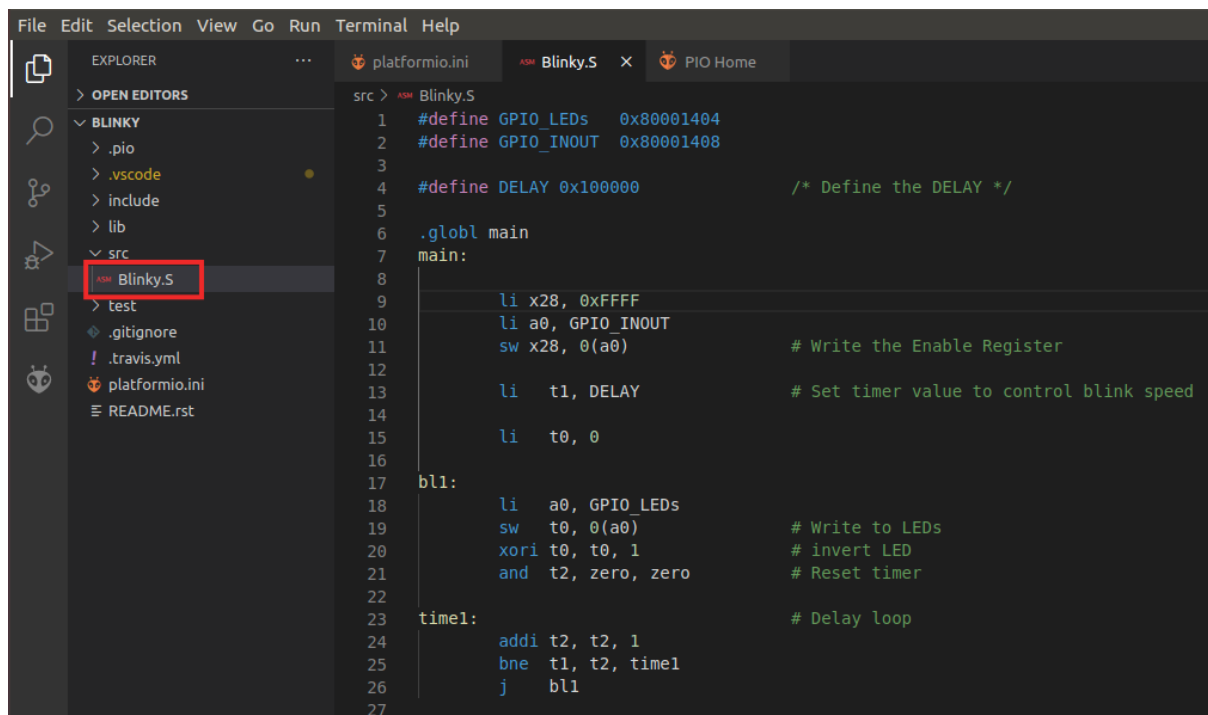 File Edit Selection View Go Run Terminal Help
EXPLORER ...
OPEN EDITORS
BLINKY
.pio
.vscode
include
lib
src
ASM Blinky.S
test
.gitignore
! .travis.yml
platformio.ini
README.rst
platformio.ini ASM Blinky.S × PIO Home
src > ASM Blinky.S
1 #define GPIO_LEDs 0x80001404
2 #define GPIO_INOUT 0x80001408
3
4 #define DELAY 0x100000 /* Define the DELAY */
5
6 .globl main
7 main:
8
9 li x28, 0xFFFF
10 li a0, GPIO_INOUT
11 sw x28, 0(a0) # Write the Enable Register
12
13 li t1, DELAY # Set timer value to control blink speed
14
15 li t0, 0
16
17 bl1:
18 li a0, GPIO_LEDs
19 sw t0, 0(a0) # Write to LEDs
20 xori t0, t0, 1 # invert LED
21 and t2, zero, zero # Reset timer
22
23 time1: # Delay loop
24 addi t2, t2, 1
25 bne t1, t2, time1
26 j bl1
27